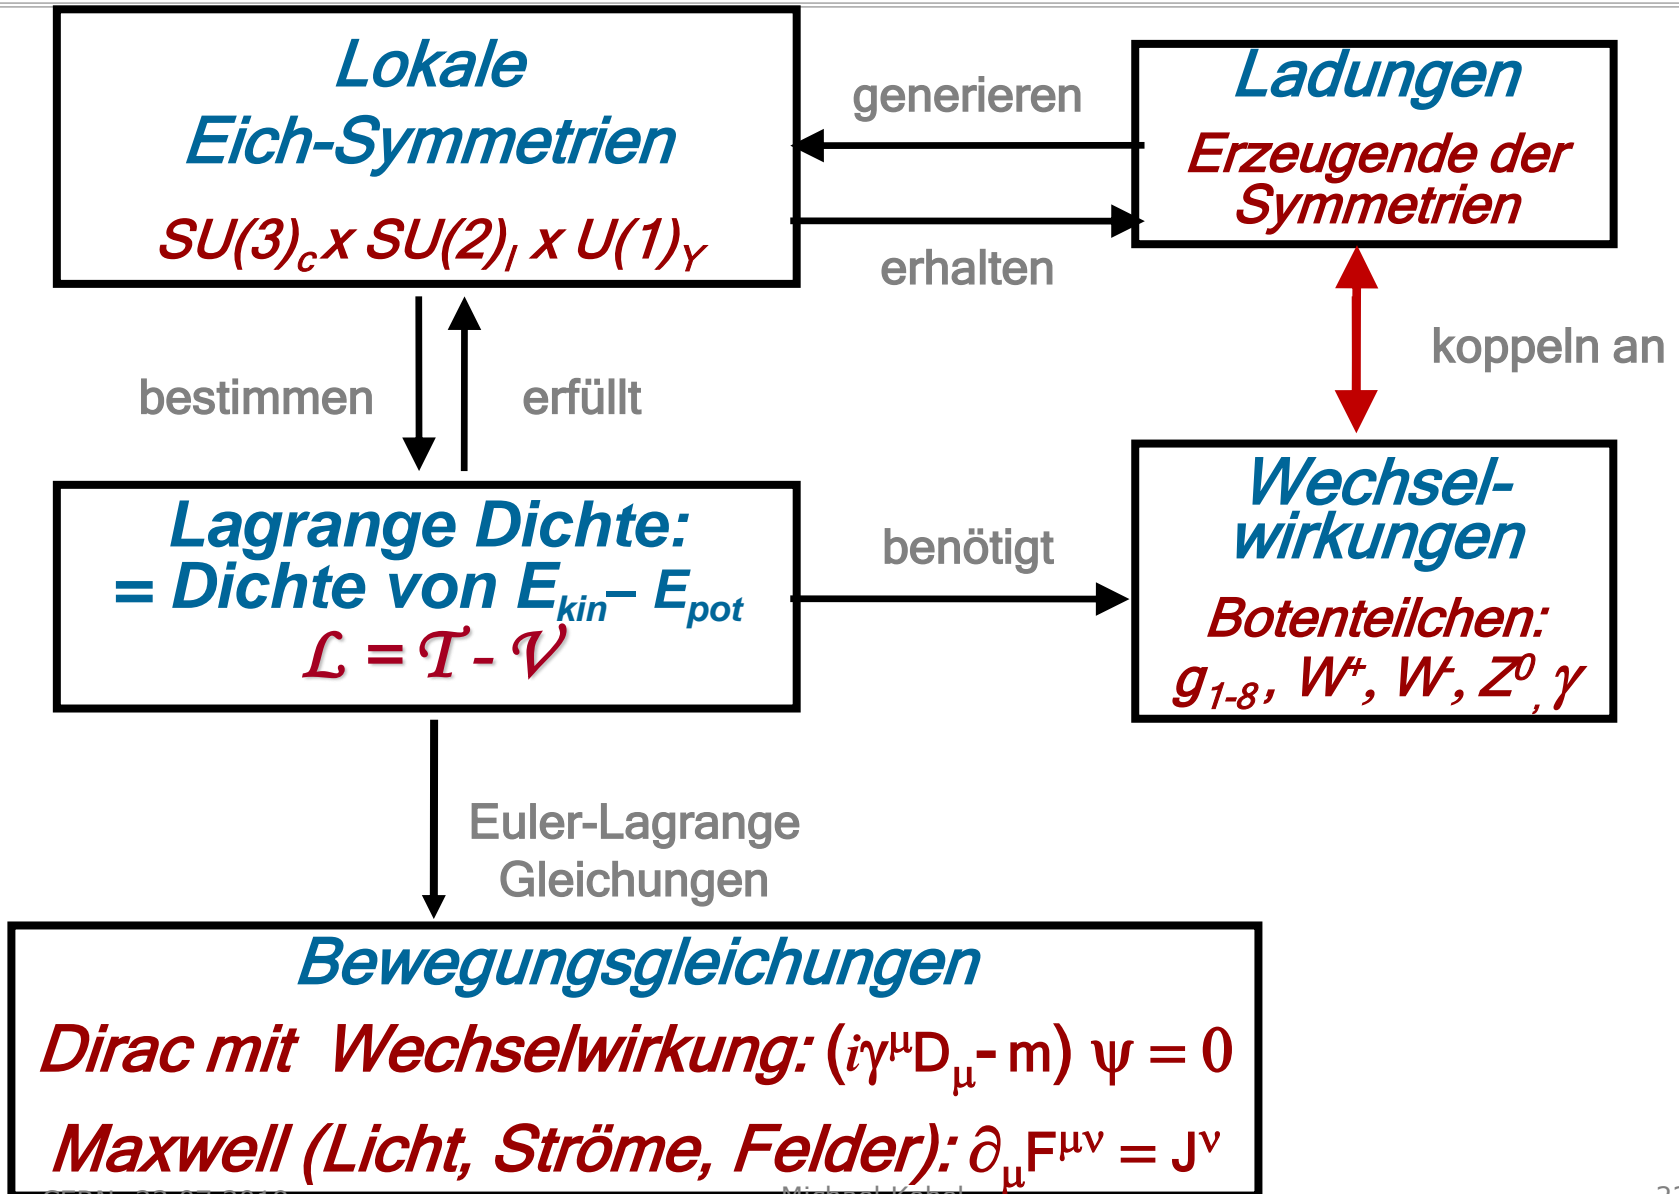 Lokale
Eich-Symmetrien
SU(3)c x SU(2)I x U(1)Y
generieren
erhalten
Ladungen
Erzeugende der
Symmetrien
koppeln an
bestimmen
erfüllt
Lagrange Dichte:
= Dichte von Ekin– Epot
ℒ = 𝒯 - 𝒱
benötigt
Wechsel-
wirkungen
Botenteilchen:
g1-8, W+, W-, Z0, γ
Euler-Lagrange
Gleichungen
Bewegungsgleichungen
Dirac mit Wechselwirkung: (iγμDμ- m) ψ = 0
Maxwell (Licht, Ströme, Felder): ∂μFμν = Jν